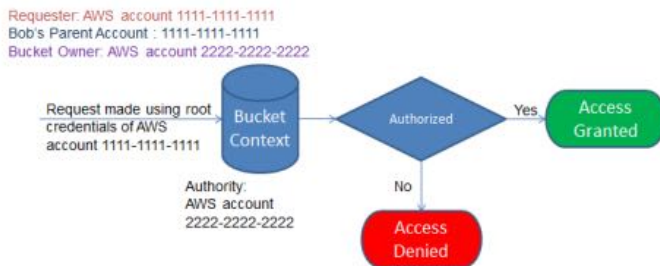 Requester: AWS account 1111-1111-1111
Bob's Parent Account : 1111-1111-1111
Bucket Owner: AWS account 2222-2222-2222
Request made using root
credentials of AWS
account 1111-1111-1111
Bucket
Context
Authority:
AWS account
2222-2222-2222
Authorized
Yes
Access
Granted
No
Access
Denied